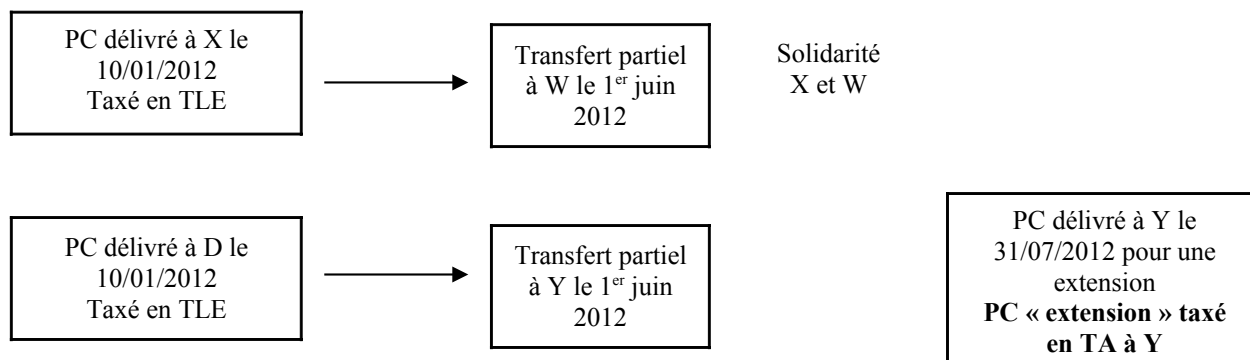 PC délivré à X le
10/01/2012
Taxé en TLE
Transfert partiel
à W le 1er juin
2012
Solidarité
X et W
PC délivré à D le
10/01/2012
Taxé en TLE
Transfert partiel
à Y le 1er juin
2012
PC délivré à Y le
31/07/2012 pour une
extension
PC « extension » taxé
en TA à Y